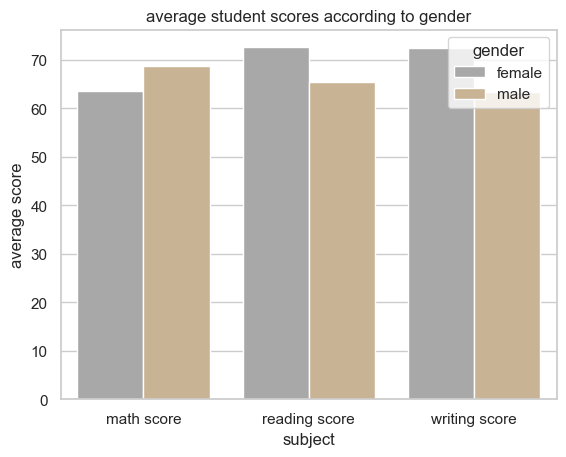 average student scores according to gender
gender
female
male
average score
70
60
50
40
30
20
10
0
math score
reading score
writing score
subject